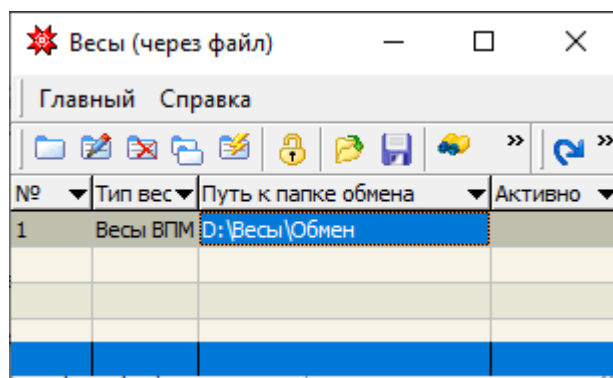 Весы (через файл)
Главный Справка
№ Тип вес Путь к папке обмена Активно
1 Весы ВПМ D:\Весы\Обмен